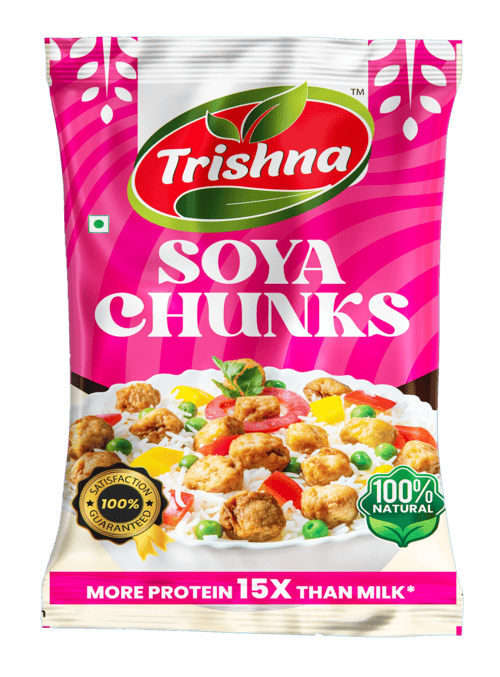 TM
Trishna
SOYA
CHUNKS
SATISFACTION
100%
GUARANTEED
100%
NATURAL
MORE PROTEIN 15X THAN MILK*